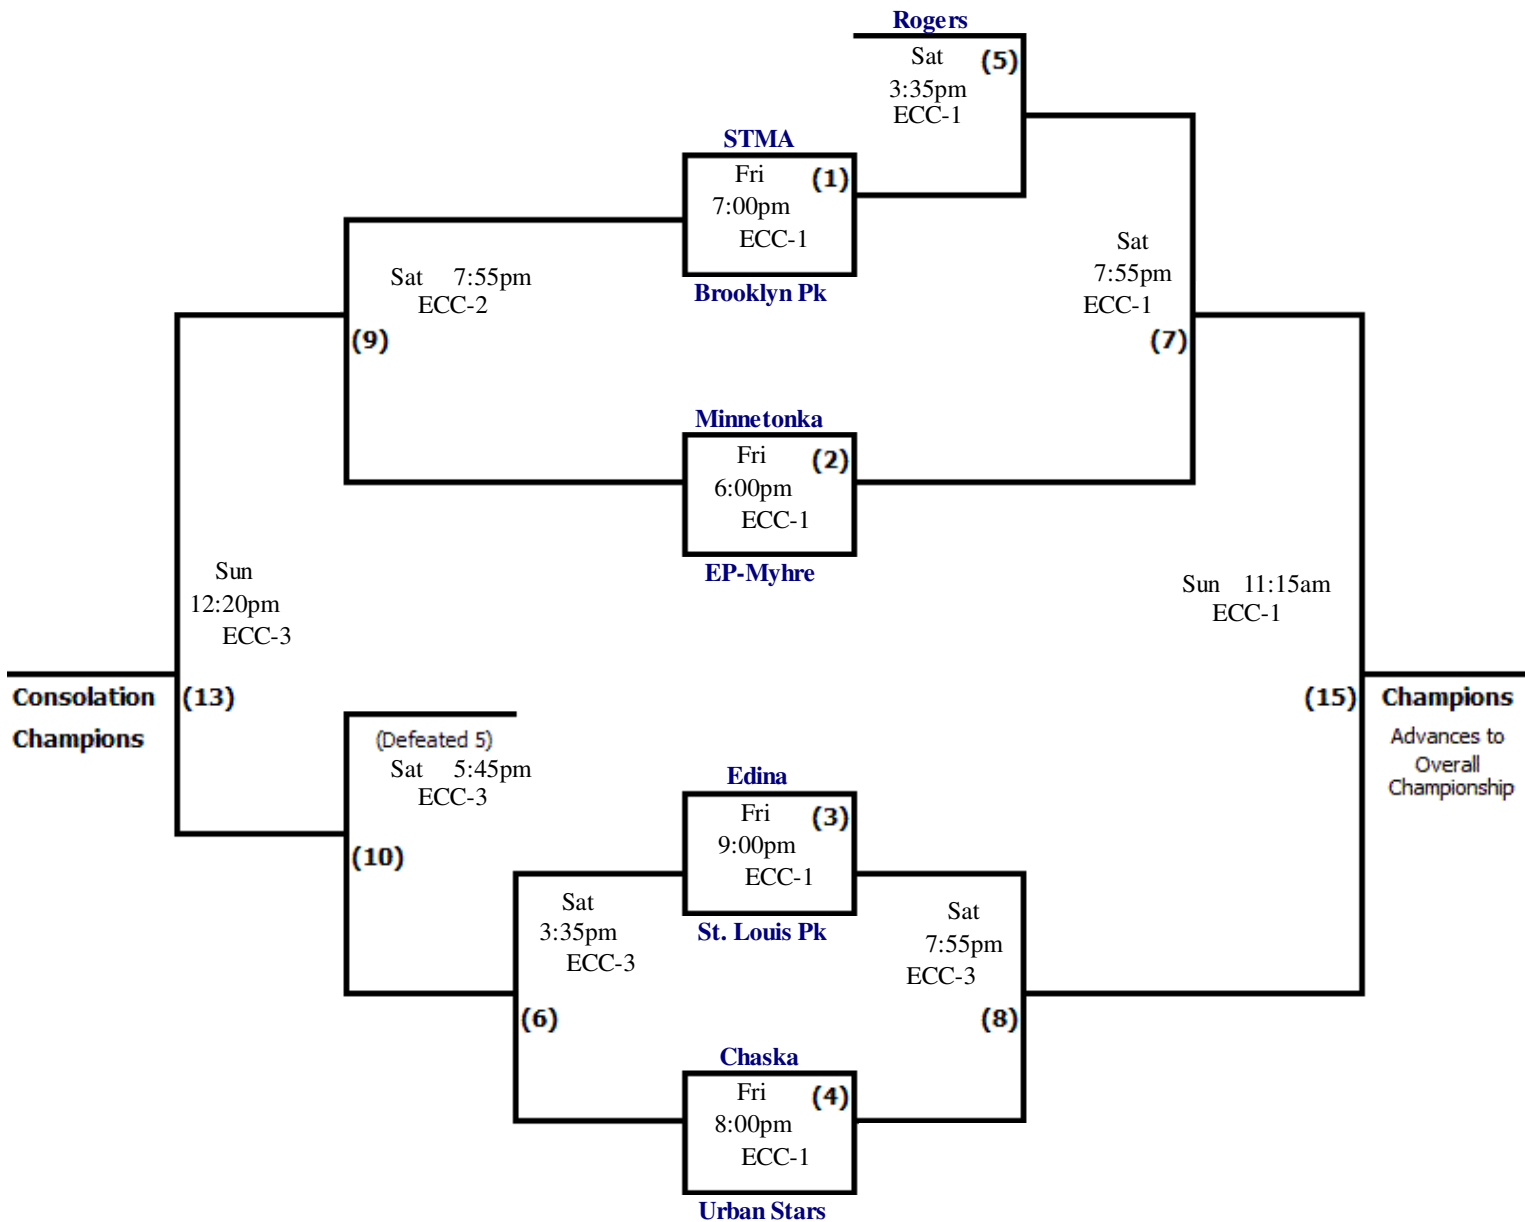 Rogers
Sat (5)
3:35pm
ECC-1
STMA
Fri (1)
7:00pm
ECC-1
Brooklyn Pk
Sat 7:55pm
ECC-2
(9)
Sat
7:55pm
ECC-1
(7)
Minnetonka
Fri (2)
6:00pm
ECC-1
EP-Myhre
Sun
12:20pm
ECC-3
Sun 11:15am
ECC-1
Consolation (13)
Champions
(15) Champions
Advances to
Overall
Championship
(Defeated 5)
Sat 5:45pm
ECC-3
(10)
Edina
Fri (3)
9:00pm
ECC-1
St. Louis Pk
Sat
3:35pm
ECC-3
(6)
Sat
7:55pm
ECC-3
(8)
Chaska
Fri (4)
8:00pm
ECC-1
Urban Stars